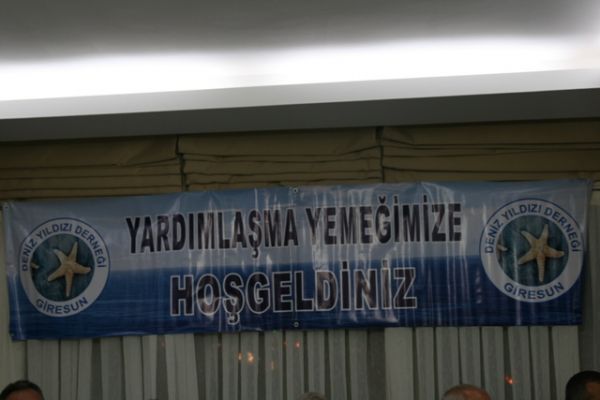 YARDIMLAŞMA YEMEĞİMİZE
HOŞGELDİNİZ
DENİZ YILDIZI DERNEĞİ
GİRESUN
DENİZ YILDIZI DERNEĞİ
GİRESUN